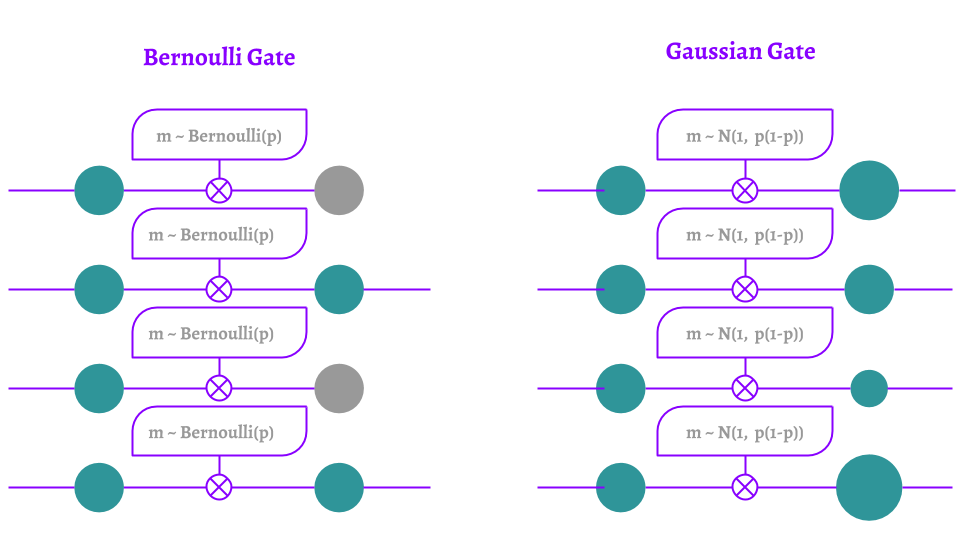 Bernoulli Gate
Gaussian Gate
m ~ Bernoulli(p)
m ~ N(1, p(1-p))
m ~ Bernoulli(p)
m ~ N(1, p(1-p))
m ~ Bernoulli(p)
m ~ N(1, p(1-p))
m ~ Bernoulli(p)
m ~ N(1, p(1-p))